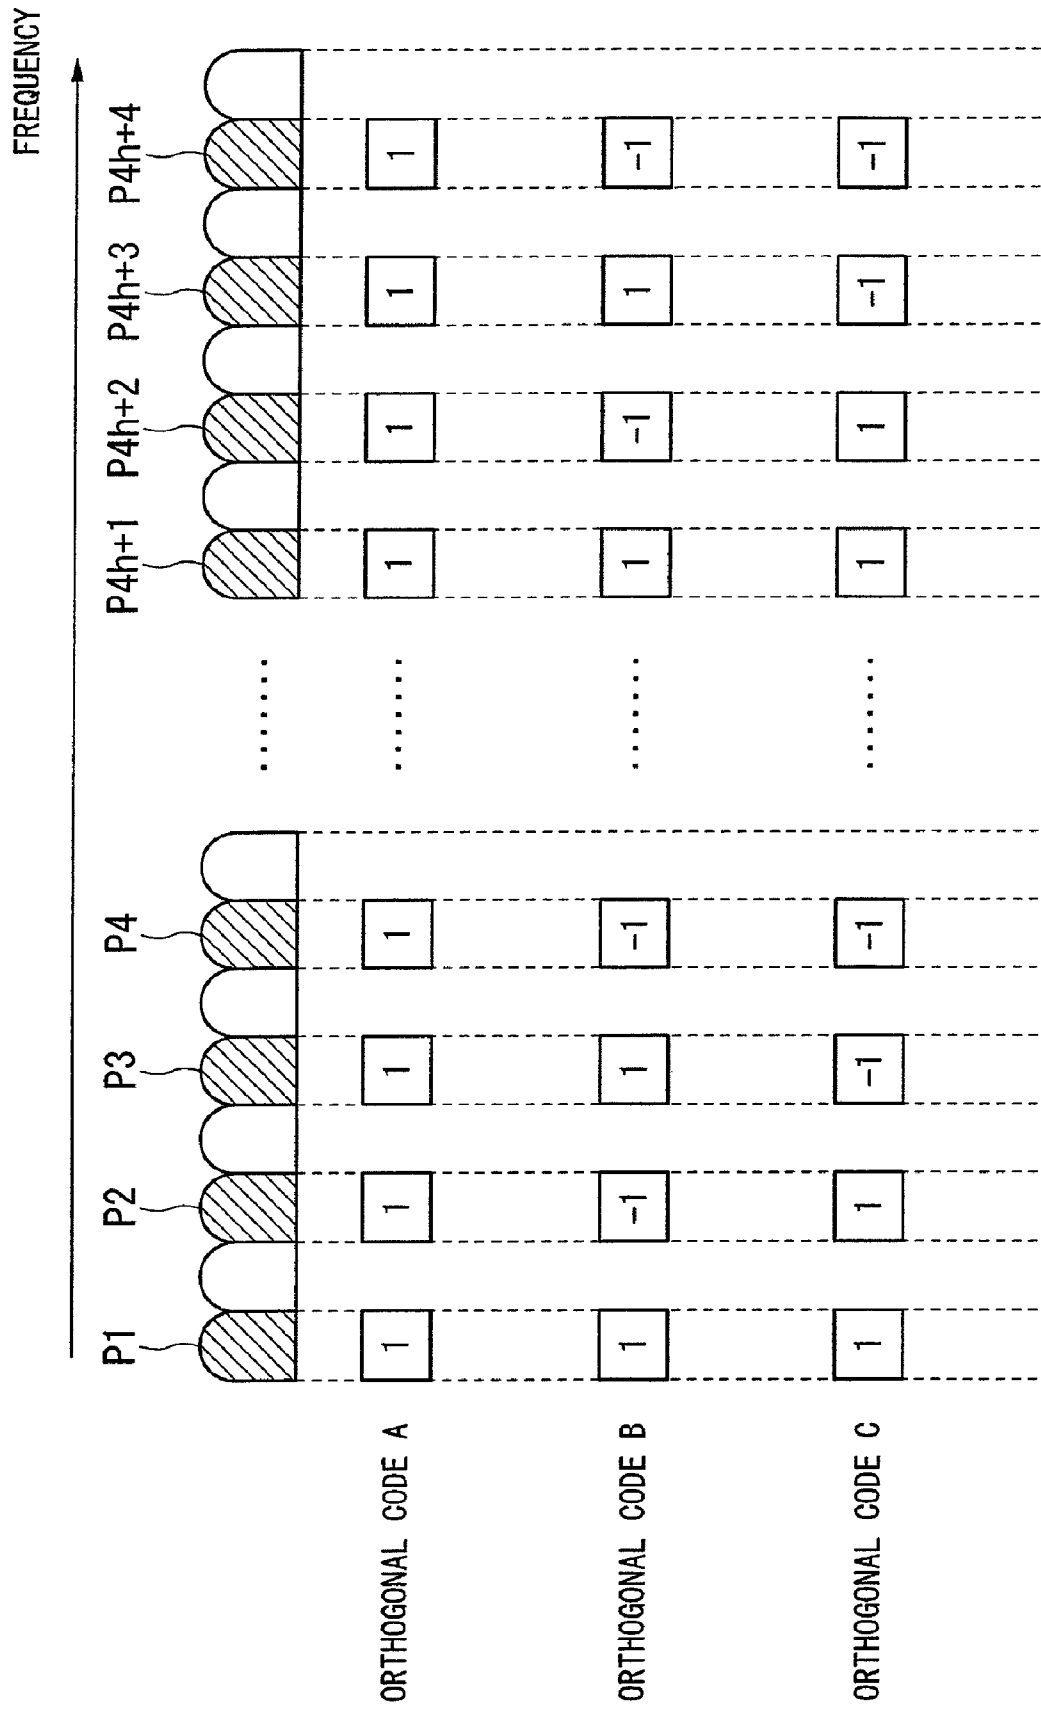 FREQUENCY
P1 P2 P3 P4 P4h+1 P4h+2 P4h+3 P4h+4
......  
ORTHOGONAL CODE A 1 1 1 1 ...... 1 1 1 1
ORTHOGONAL CODE B 1 -1 1 -1 ...... 1 -1 1 -1
ORTHOGONAL CODE C 1 1 -1 -1 ...... 1 1 -1 -1